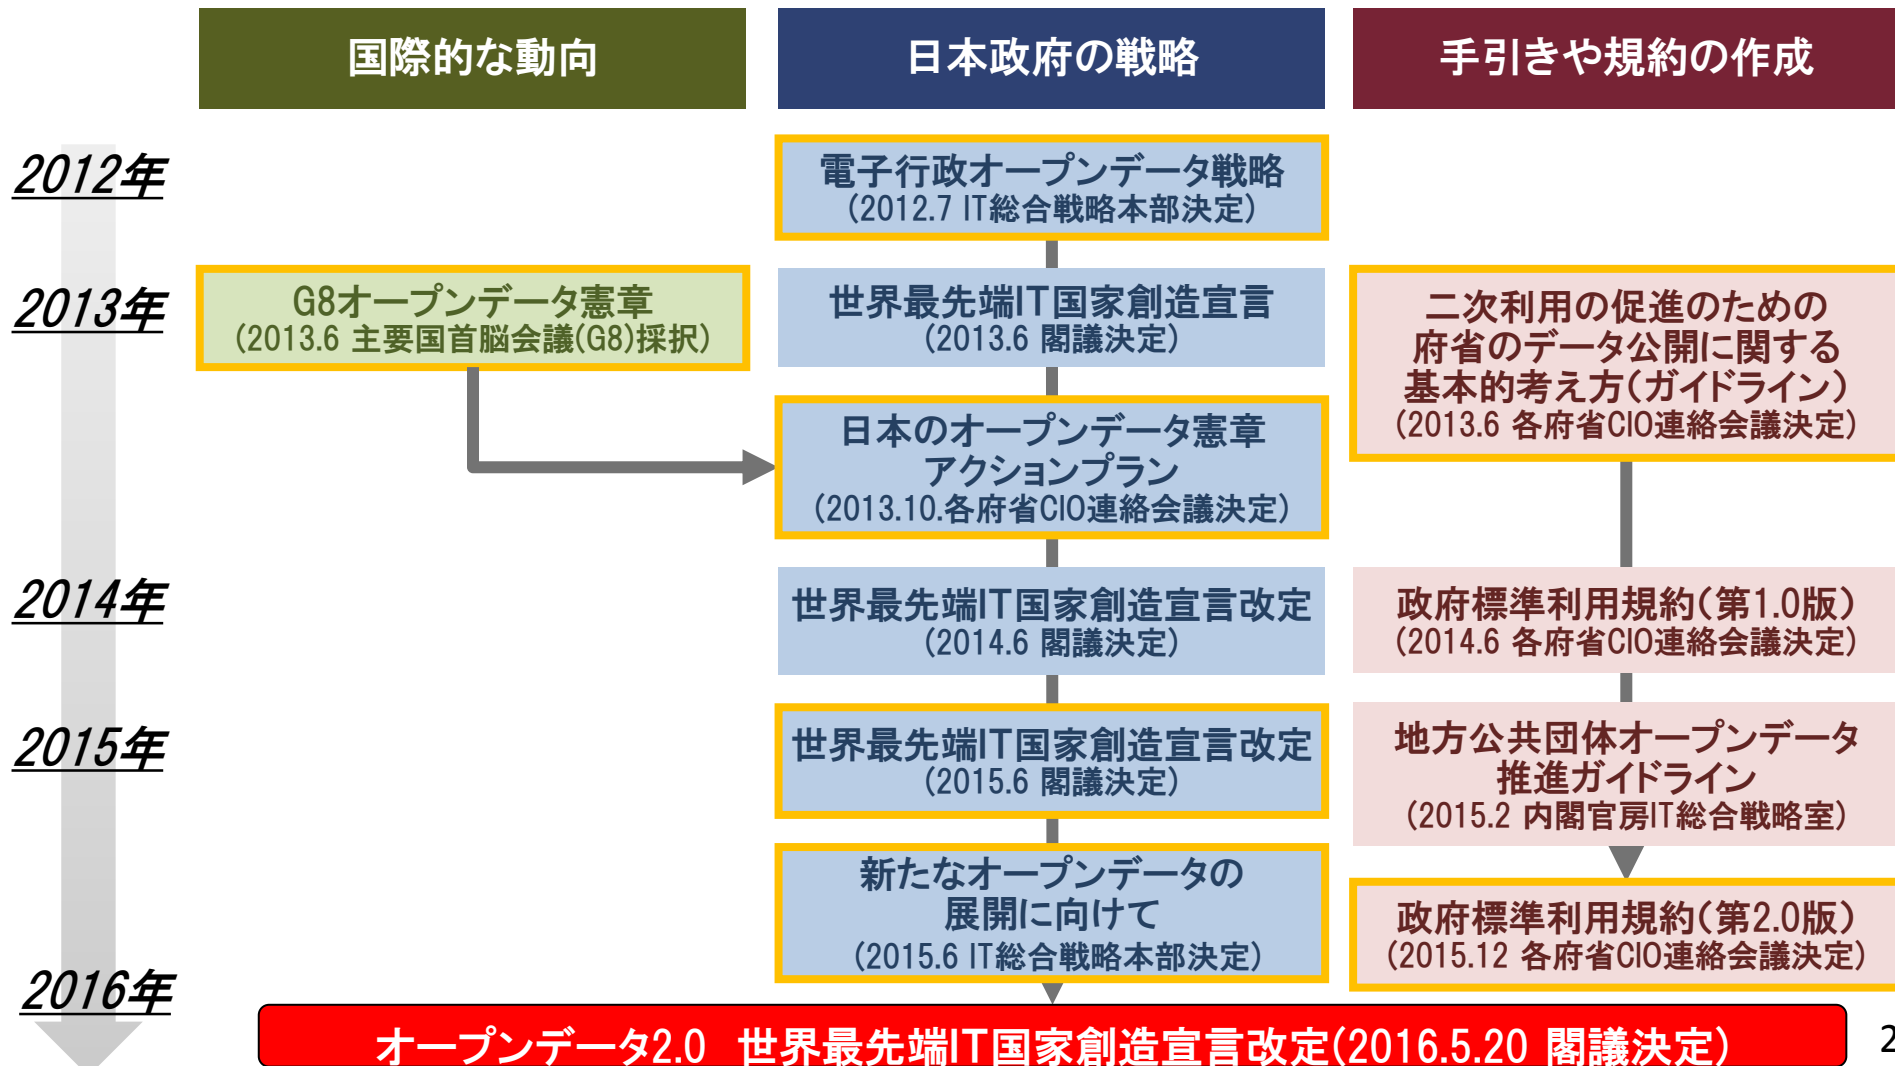 国際的な動向
日本政府の戦略
手引きや規約の作成
2012年
電子行政オープンデータ戦略
(2012.7 IT総合戦略本部決定)
2013年
G8オープンデータ憲章
(2013.6 主要国首脳会議(G8)採択)
世界最先端IT国家創造宣言
(2013.6 閣議決定)
二次利用の促進のための
府省のデータ公開に関する
基本的考え方(ガイドライン)
(2013.6 各府省CIO連絡会議決定)
日本のオープンデータ憲章
アクションプラン
(2013.10.各府省CIO連絡会議決定)
2014年
世界最先端IT国家創造宣言改定
(2014.6 閣議決定)
政府標準利用規約(第1.0版)
(2014.6 各府省CIO連絡会議決定)
2015年
世界最先端IT国家創造宣言改定
(2015.6 閣議決定)
地方公共団体オープンデータ
推進ガイドライン
(2015.2 内閣官房IT総合戦略室)
新たなオープンデータの
展開に向けて
(2015.6 IT総合戦略本部決定)
政府標準利用規約(第2.0版)
(2015.12 各府省CIO連絡会議決定)
2016年
オープンデータ2.0 世界最先端IT国家創造宣言改定(2016.5.20 閣議決定)
2